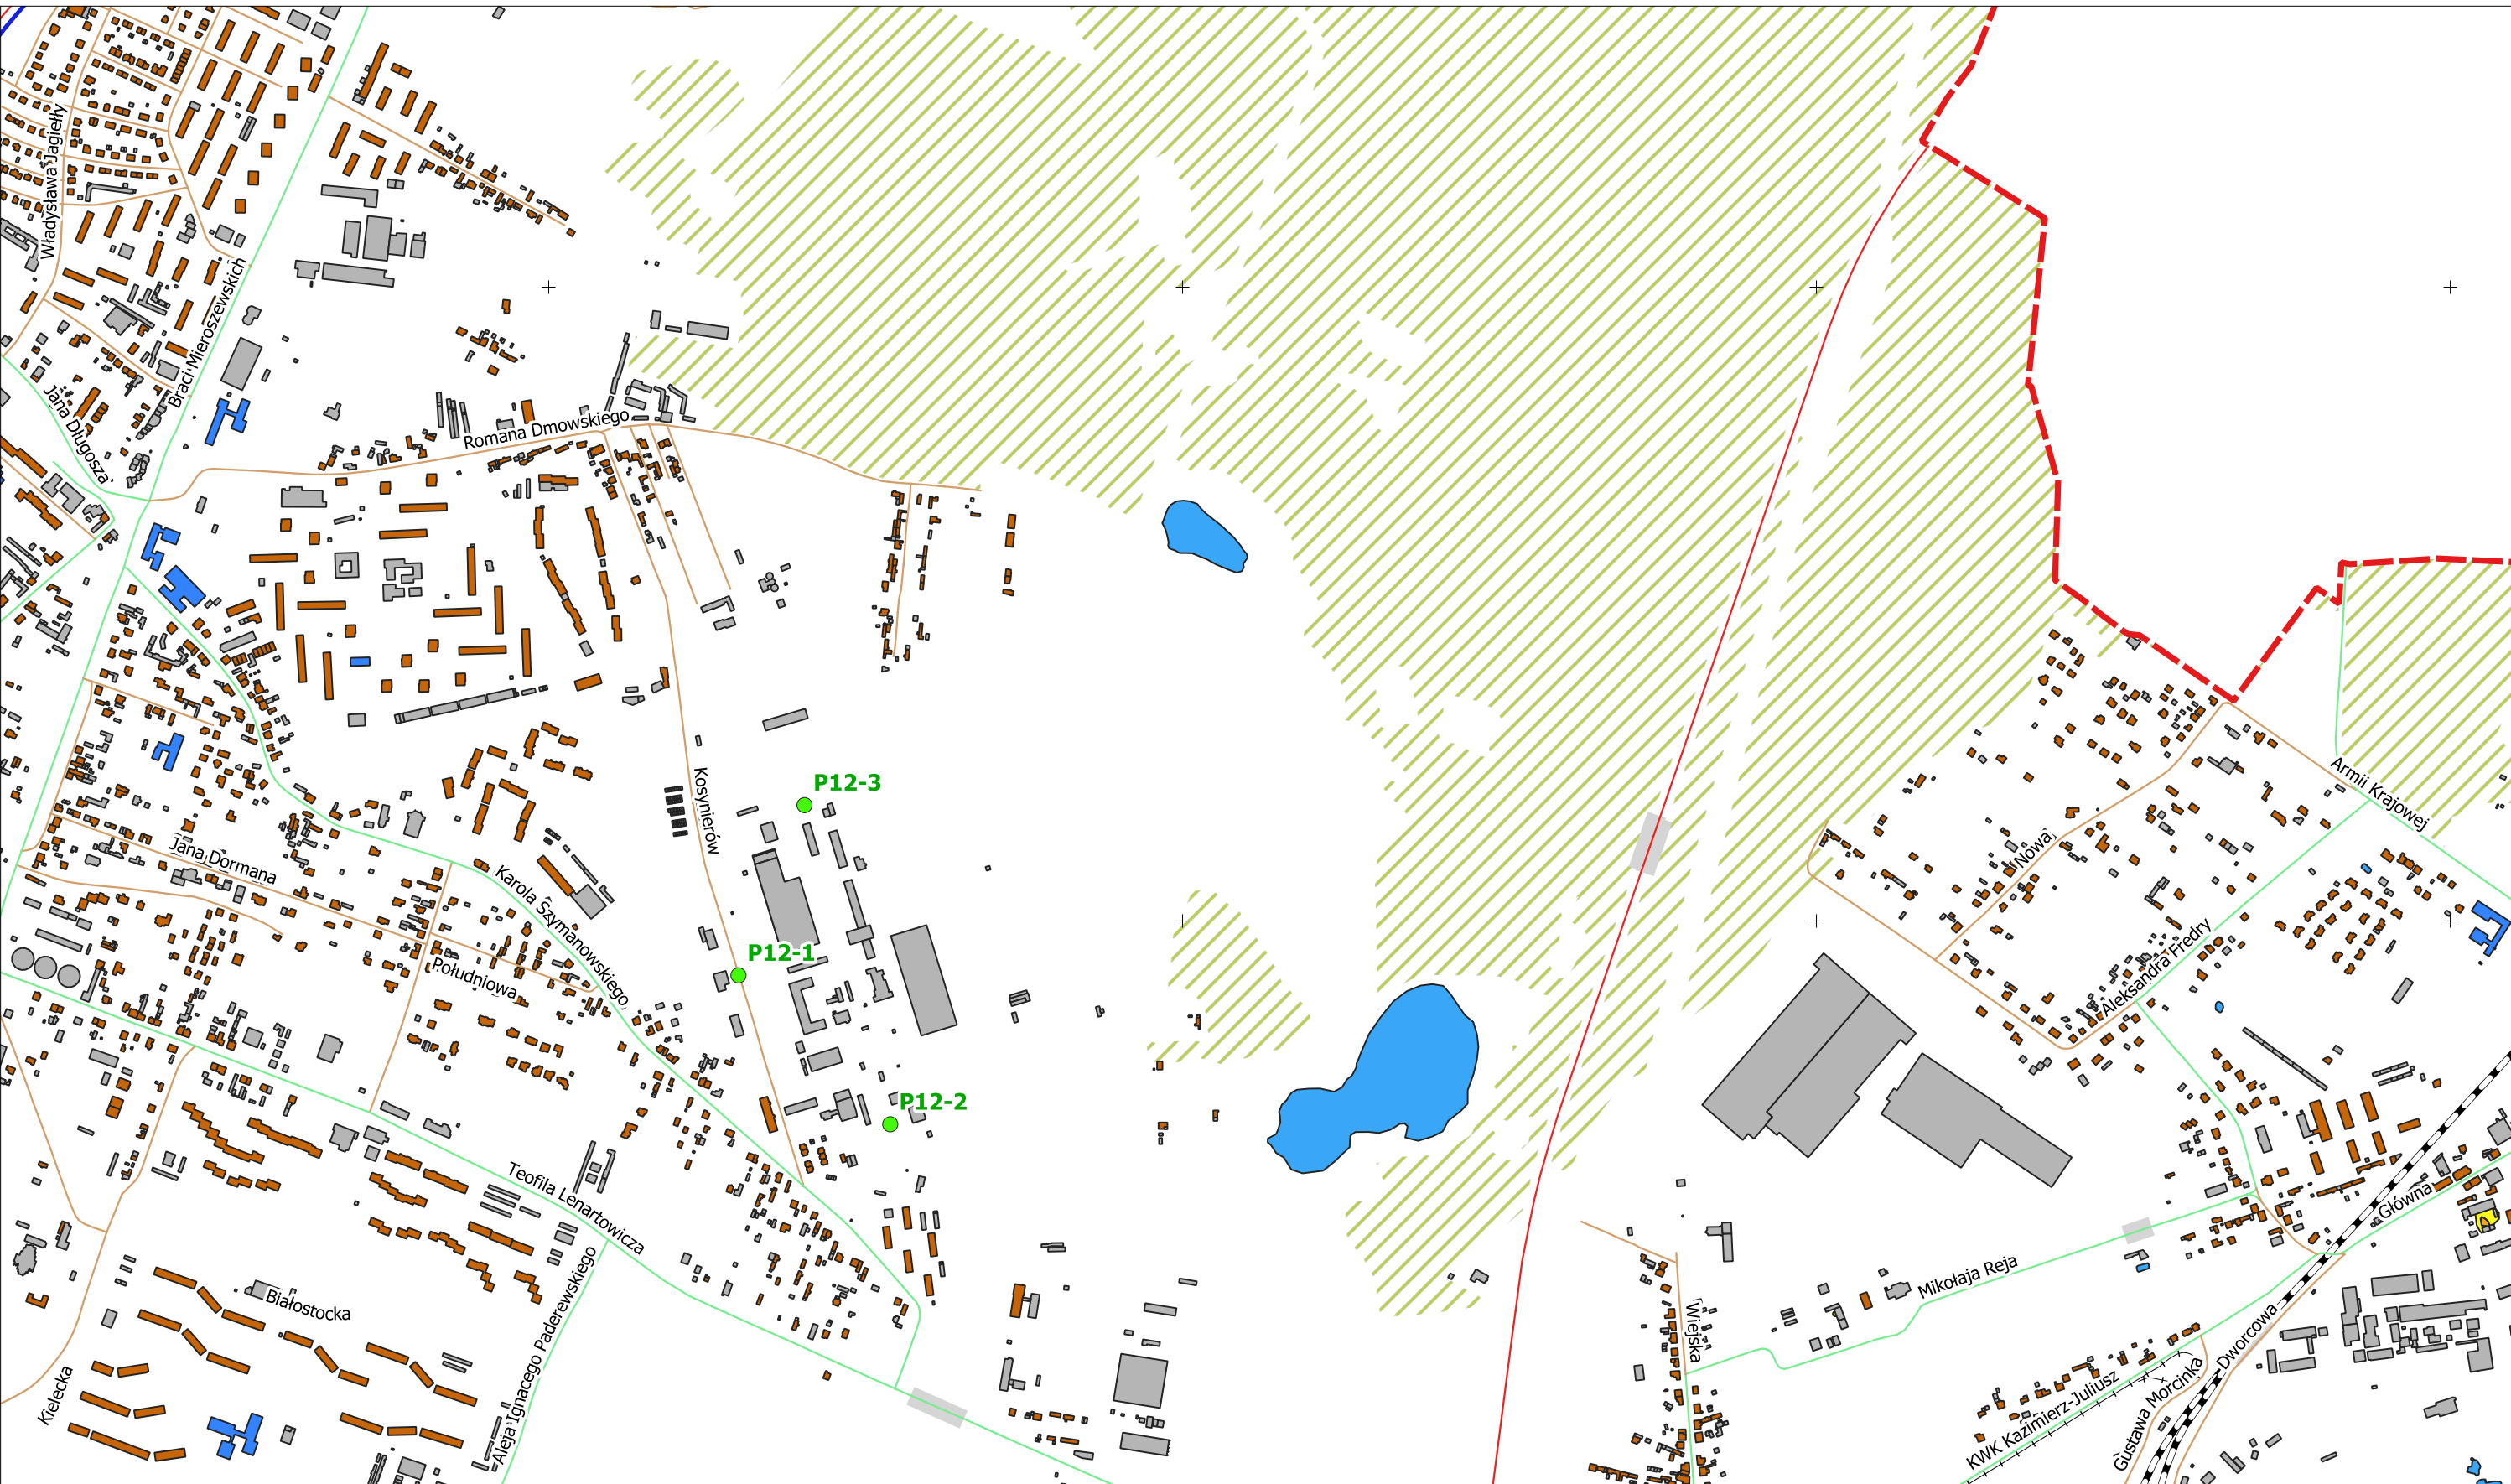 Władysława Jagiełły
Braci Mieroszewskich
Jana Długosza
Romana Dmowskiego
Kosynierów
P12-3
Armii Krajowej
Nowa
Jana Dormana
Karola Szymanowskiego
P12-1
Południowa
Aleksandra Fredry
P12-2
Teofila Lenartowicza
Główna
Mikołaja Reja
Białostocka
Aleja Ignacego Paderewskiego
Wiejska
Dworcowa
Kielecka
KWK Kazimierz-Juliusz
Gustawa Morcinka